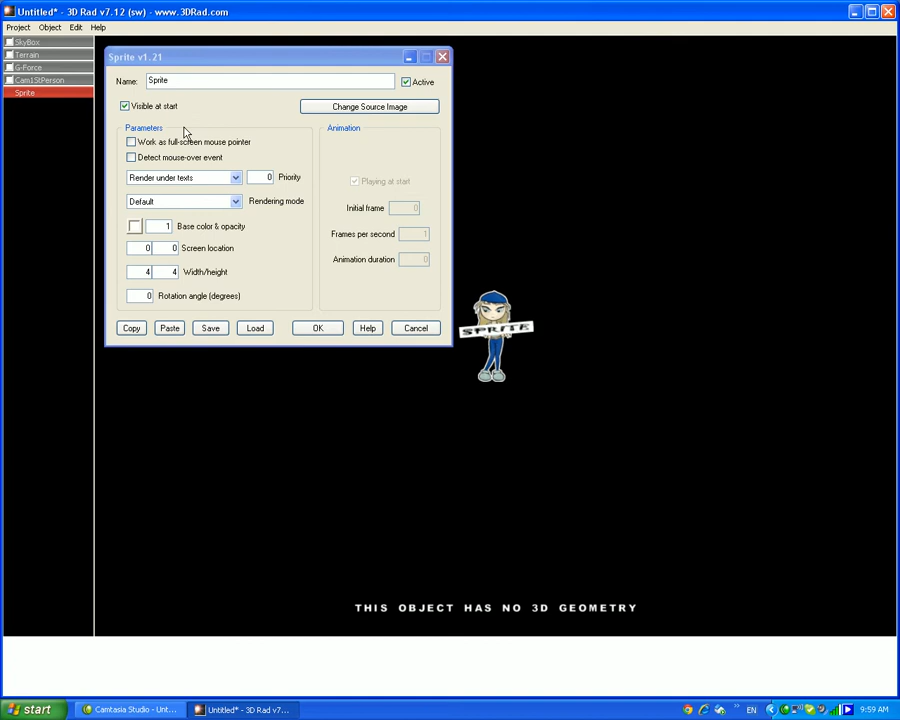 Untitled* - 3D Rad v7.12 (sw) - www.3DRad.com
Project Object Edit Help
SkyBox
Terrain
G-Force
Cam1stPerson
Sprite
Sprite v1.21
Name: Sprite Active
Visible at start Change Source Image
Parameters Animation
Work as full-screen mouse pointer
Detect mouse-over event
Render under texts 0 Priority Playing at start
Default Rendering mode Initial frame 0
1 Base color & opacity Frames per second 1
0 0 Screen location Animation duration 0
4 4 Width/height
0 Rotation angle (degrees)
Copy Paste Save Load OK Help Cancel
SPRITE
THIS OBJECT HAS NO 3D GEOMETRY
start Camtasia Studio - Unt... Untitled* - 3D Rad v7... EN 9:59 AM